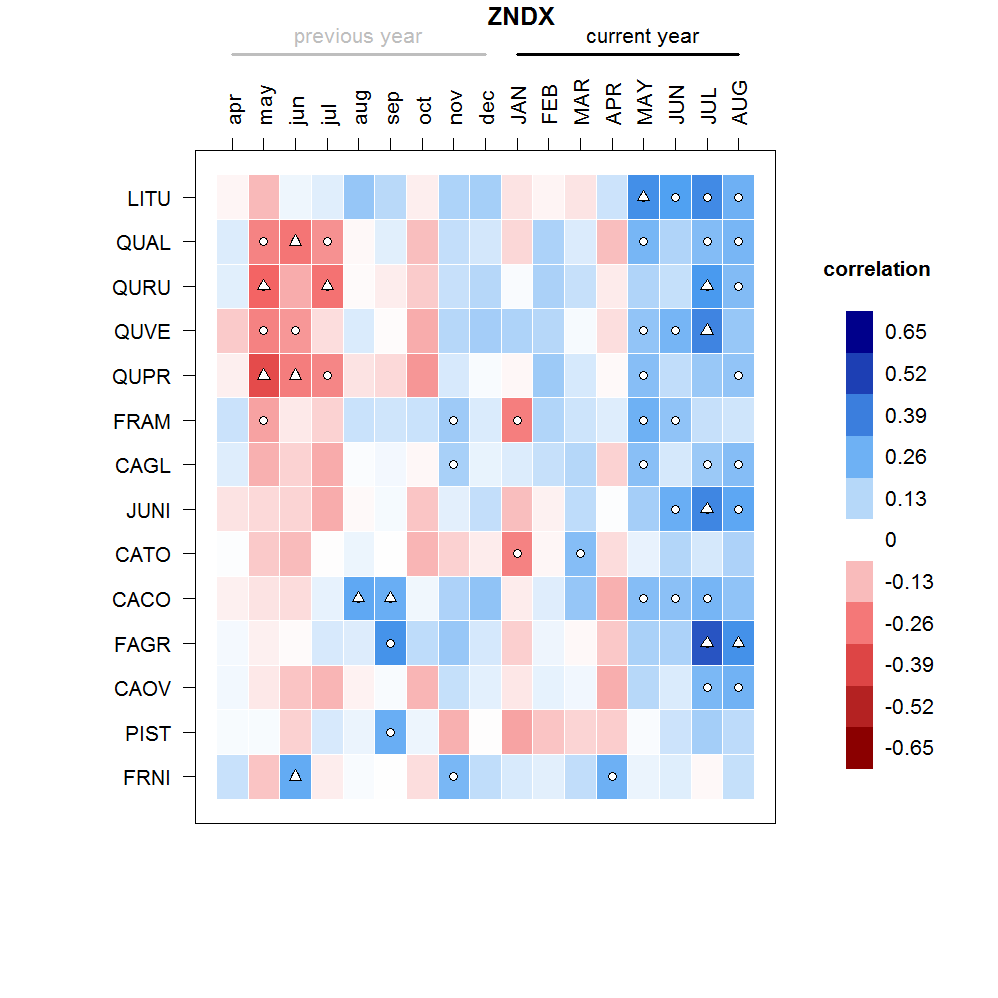 ZNDX
previous year current year
apr may jun jul aug sep oct nov dec JAN FEB MAR APR MAY JUN JUL AUG
LITU
QUAL
QURU
QUVE
QUPR
FRAM
CAGL
JUNI
CATO
CACO
FAGR
CAOV
PIST
FRNI
correlation
0.65
0.52
0.39
0.26
0.13
0
-0.13
-0.26
-0.39
-0.52
-0.65